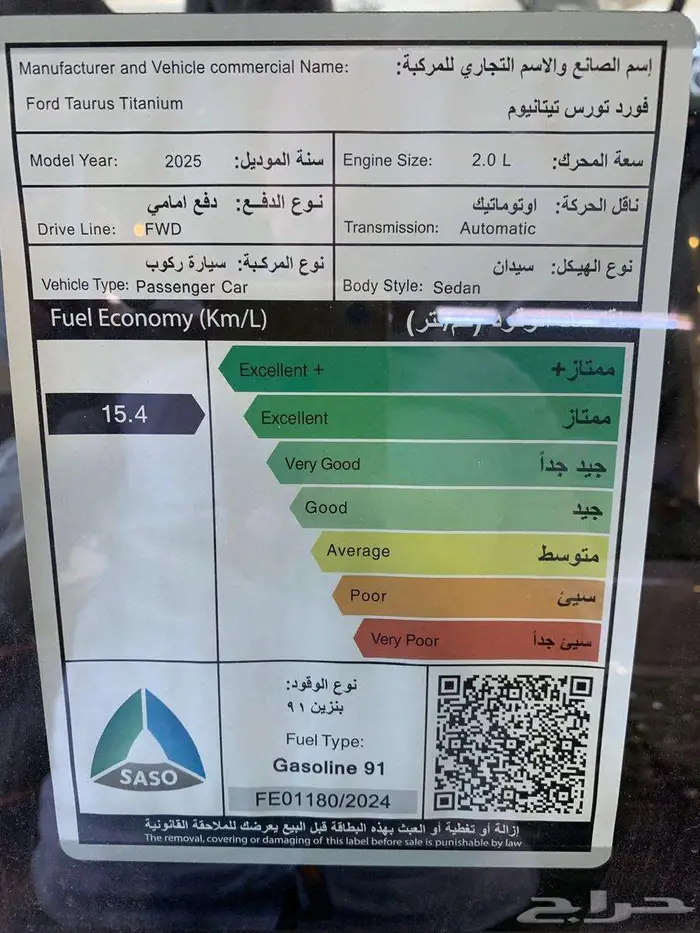 إسم الصانع والاسم التجاري للمركبة:
Manufacturer and Vehicle commercial Name:
Ford Taurus Titanium
فورد تورس تيتانيوم
Model Year: 2025 سنة الموديل:
Engine Size: 2.0 L سعة المحرك:
نوع الدفع: دفع امامي
Drive Line: FWD
ناقل الحركة: اوتوماتيك
Transmission: Automatic
نوع المركبة: سيارة ركوب
Vehicle Type: Passenger Car
نوع الهيكل: سيدان
Body Style: Sedan
Fuel Economy (Km/L)
15.4
Excellent + ممتاز+
Excellent ممتاز
Very Good جيد جداً
Good جيد
Average متوسط
Poor سيئ
Very Poor سيئ جداً
SASO
نوع الوقود:
بنزين ٩١
Fuel Type:
Gasoline 91
FE01180/2024
إزالة أو تغطية أو العبث بهذه البطاقة قبل البيع يعرضك للملاحقة القانونية
The removal, covering or damaging of this label before sale is punishable by law
حراج